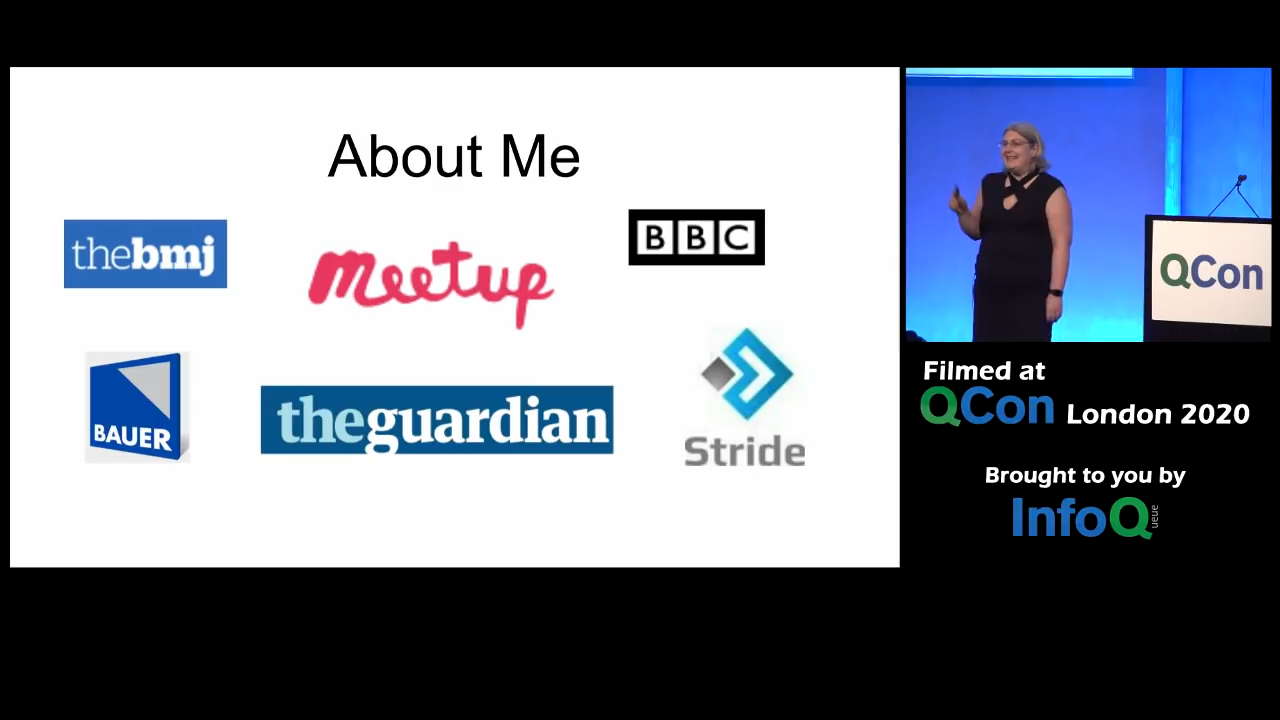 About Me
thebmj
meetup
BBC
BAUER
theguardian
Stride
QCon
Filmed at
QCon London 2020
Brought to you by
InfoQ
ueue